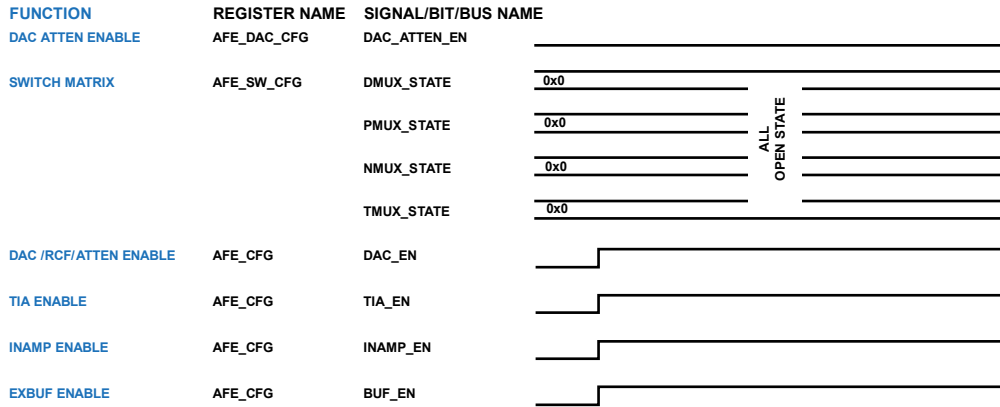 FUNCTION REGISTER NAME SIGNAL/BIT/BUS NAME
DAC ATTEN ENABLE AFE_DAC_CFG DAC_ATTEN_EN
SWITCH MATRIX AFE_SW_CFG DMUX_STATE 0x0
PMUX_STATE 0x0
NMUX_STATE 0x0
TMUX_STATE 0x0
ALL
OPEN STATE
DAC /RCF/ATTEN ENABLE AFE_CFG DAC_EN
TIA ENABLE AFE_CFG TIA_EN
INAMP ENABLE AFE_CFG INAMP_EN
EXBUF ENABLE AFE_CFG BUF_EN